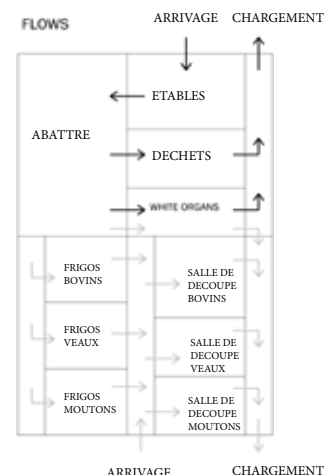 FLOWS
ARRIVAGE CHARGEMENT
ETABLES
ABATTRE
DECHETS
WHITE ORGANS
FRIGOS
BOVINS
SALLE DE
DECOUPE
BOVINS
FRIGOS
VEAUX
SALLE DE
DECOUPE
VEAUX
FRIGOS
MOUTONS
SALLE DE
DECOUPE
MOUTONS
ARRIVAGE CHARGEMENT